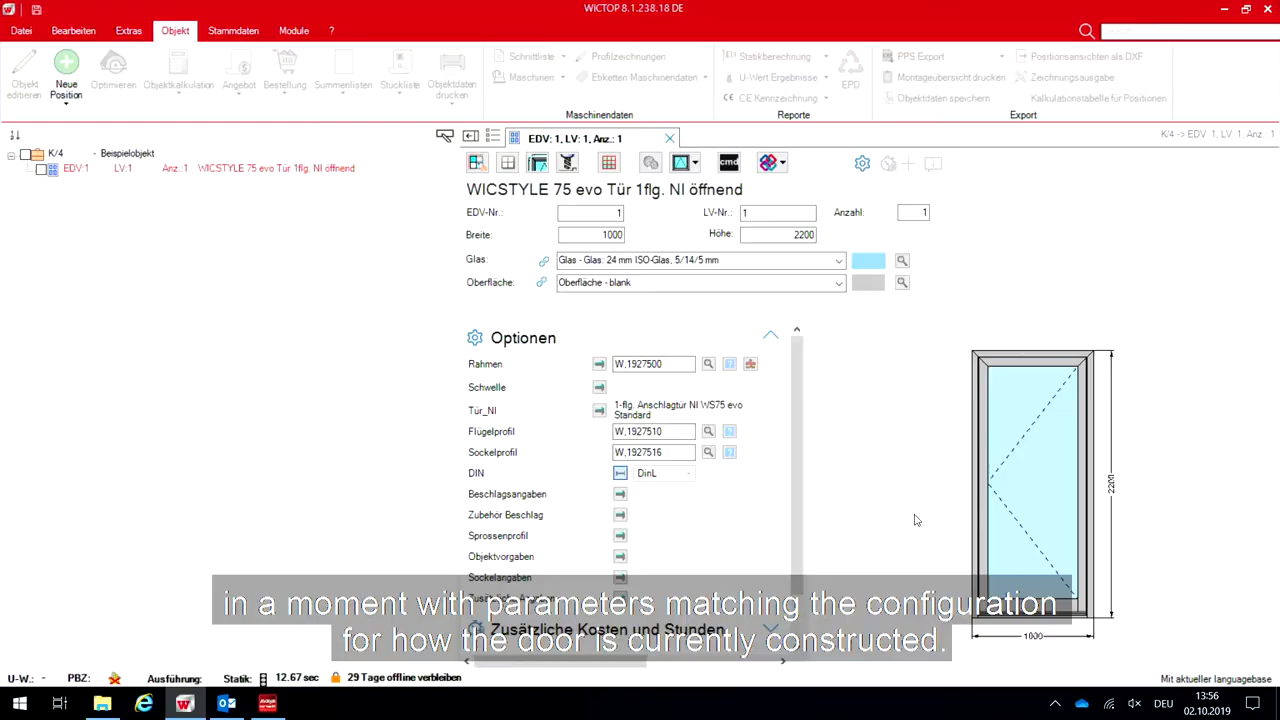 WICTOP 8.1.238.18 DE
Datei Bearbeiten Extras Objekt Stammdaten Module ?
Objekt editieren
Neue Position
Optimieren
Objektkalkulation
Angebot
Bestellung
Summenlisten
Stückliste
Objektdaten drucken
Schnittliste
Profilzeichnungen
Maschinen
Etiketten Maschinendaten
Maschinendaten
Statikberechnung
U-Wert Ergebnisse
CE Kennzeichnung
EPD
Reporte
PPS Export
Positionsansichten als DXF
Montageübersicht drucken
Zeichnungsausgabe
Objektdaten speichern
Kalkulationstabelle für Positionen
Export
K/4 - Beispielobjekt
EDV:1 LV:1 Anz.: 1 WICSTYLE 75 evo Tür 1flg. NI öffnend
EDV: 1, LV: 1, Anz.: 1
K/4 -> EDV 1, LV 1, Anz.: 1
cmd
WICSTYLE 75 evo Tür 1flg. NI öffnend
EDV-Nr.: 1 LV-Nr.: 1 Anzahl: 1
Breite: 1000 Höhe: 2200
Glas: Glas - Glas: 24 mm ISO-Glas, 5/14/5 mm
Oberfläche: Oberfläche - blank
Optionen
Rahmen W,1927500
Schwelle
Tür_NI 1-flg. Anschlagtür NI WS75 evo
Standard
Flügelprofil W,1927510
Sockelprofil W,1927516
DIN DinL
Beschlagsangaben
Zubehör Beschlag
Sprossenprofil
Objektvorgaben
Sockelangaben
Zusätzliche Kosten und Stunden
2200
1000
in a moment with parameters matching the configuration
for how the door is currently constructed.
U-W.: - PBZ: Ausführung: Statik: 12.67 sec 29 Tage offline verbleiben
Mit aktueller languagebase
DEU
13:56
02.10.2019